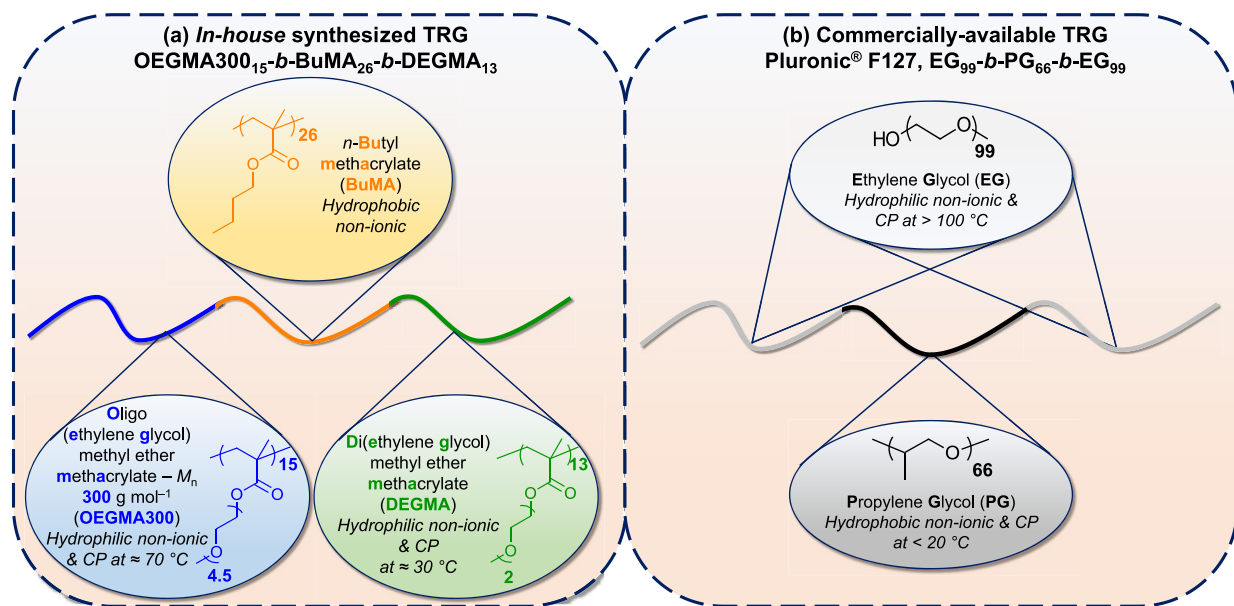 (a) In-house synthesized TRG
OEGMA300₁₅-b-BuMA₂₆-b-DEGMA₁₃
26
O
O
n-Butyl
methacrylate
(BuMA)
Hydrophobic
non-ionic
Oligo
(ethylene glycol)
methyl ether
methacrylate – Mₙ
300 g mol⁻¹
(OEGMA300)
Hydrophilic non-ionic
& CP at ≈ 70 °C
15
O
O
O
4.5
Di(ethylene glycol)
methyl ether
methacrylate
(DEGMA)
Hydrophilic non-ionic
& CP
at ≈ 30 °C
13
O
O
O
2
(b) Commercially-available TRG
Pluronic® F127, EG₉₉-b-PG₆₆-b-EG₉₉
HO
O
99
Ethylene Glycol (EG)
Hydrophilic non-ionic &
CP at > 100 °C
O
66
Propylene Glycol (PG)
Hydrophobic non-ionic & CP
at < 20 °C